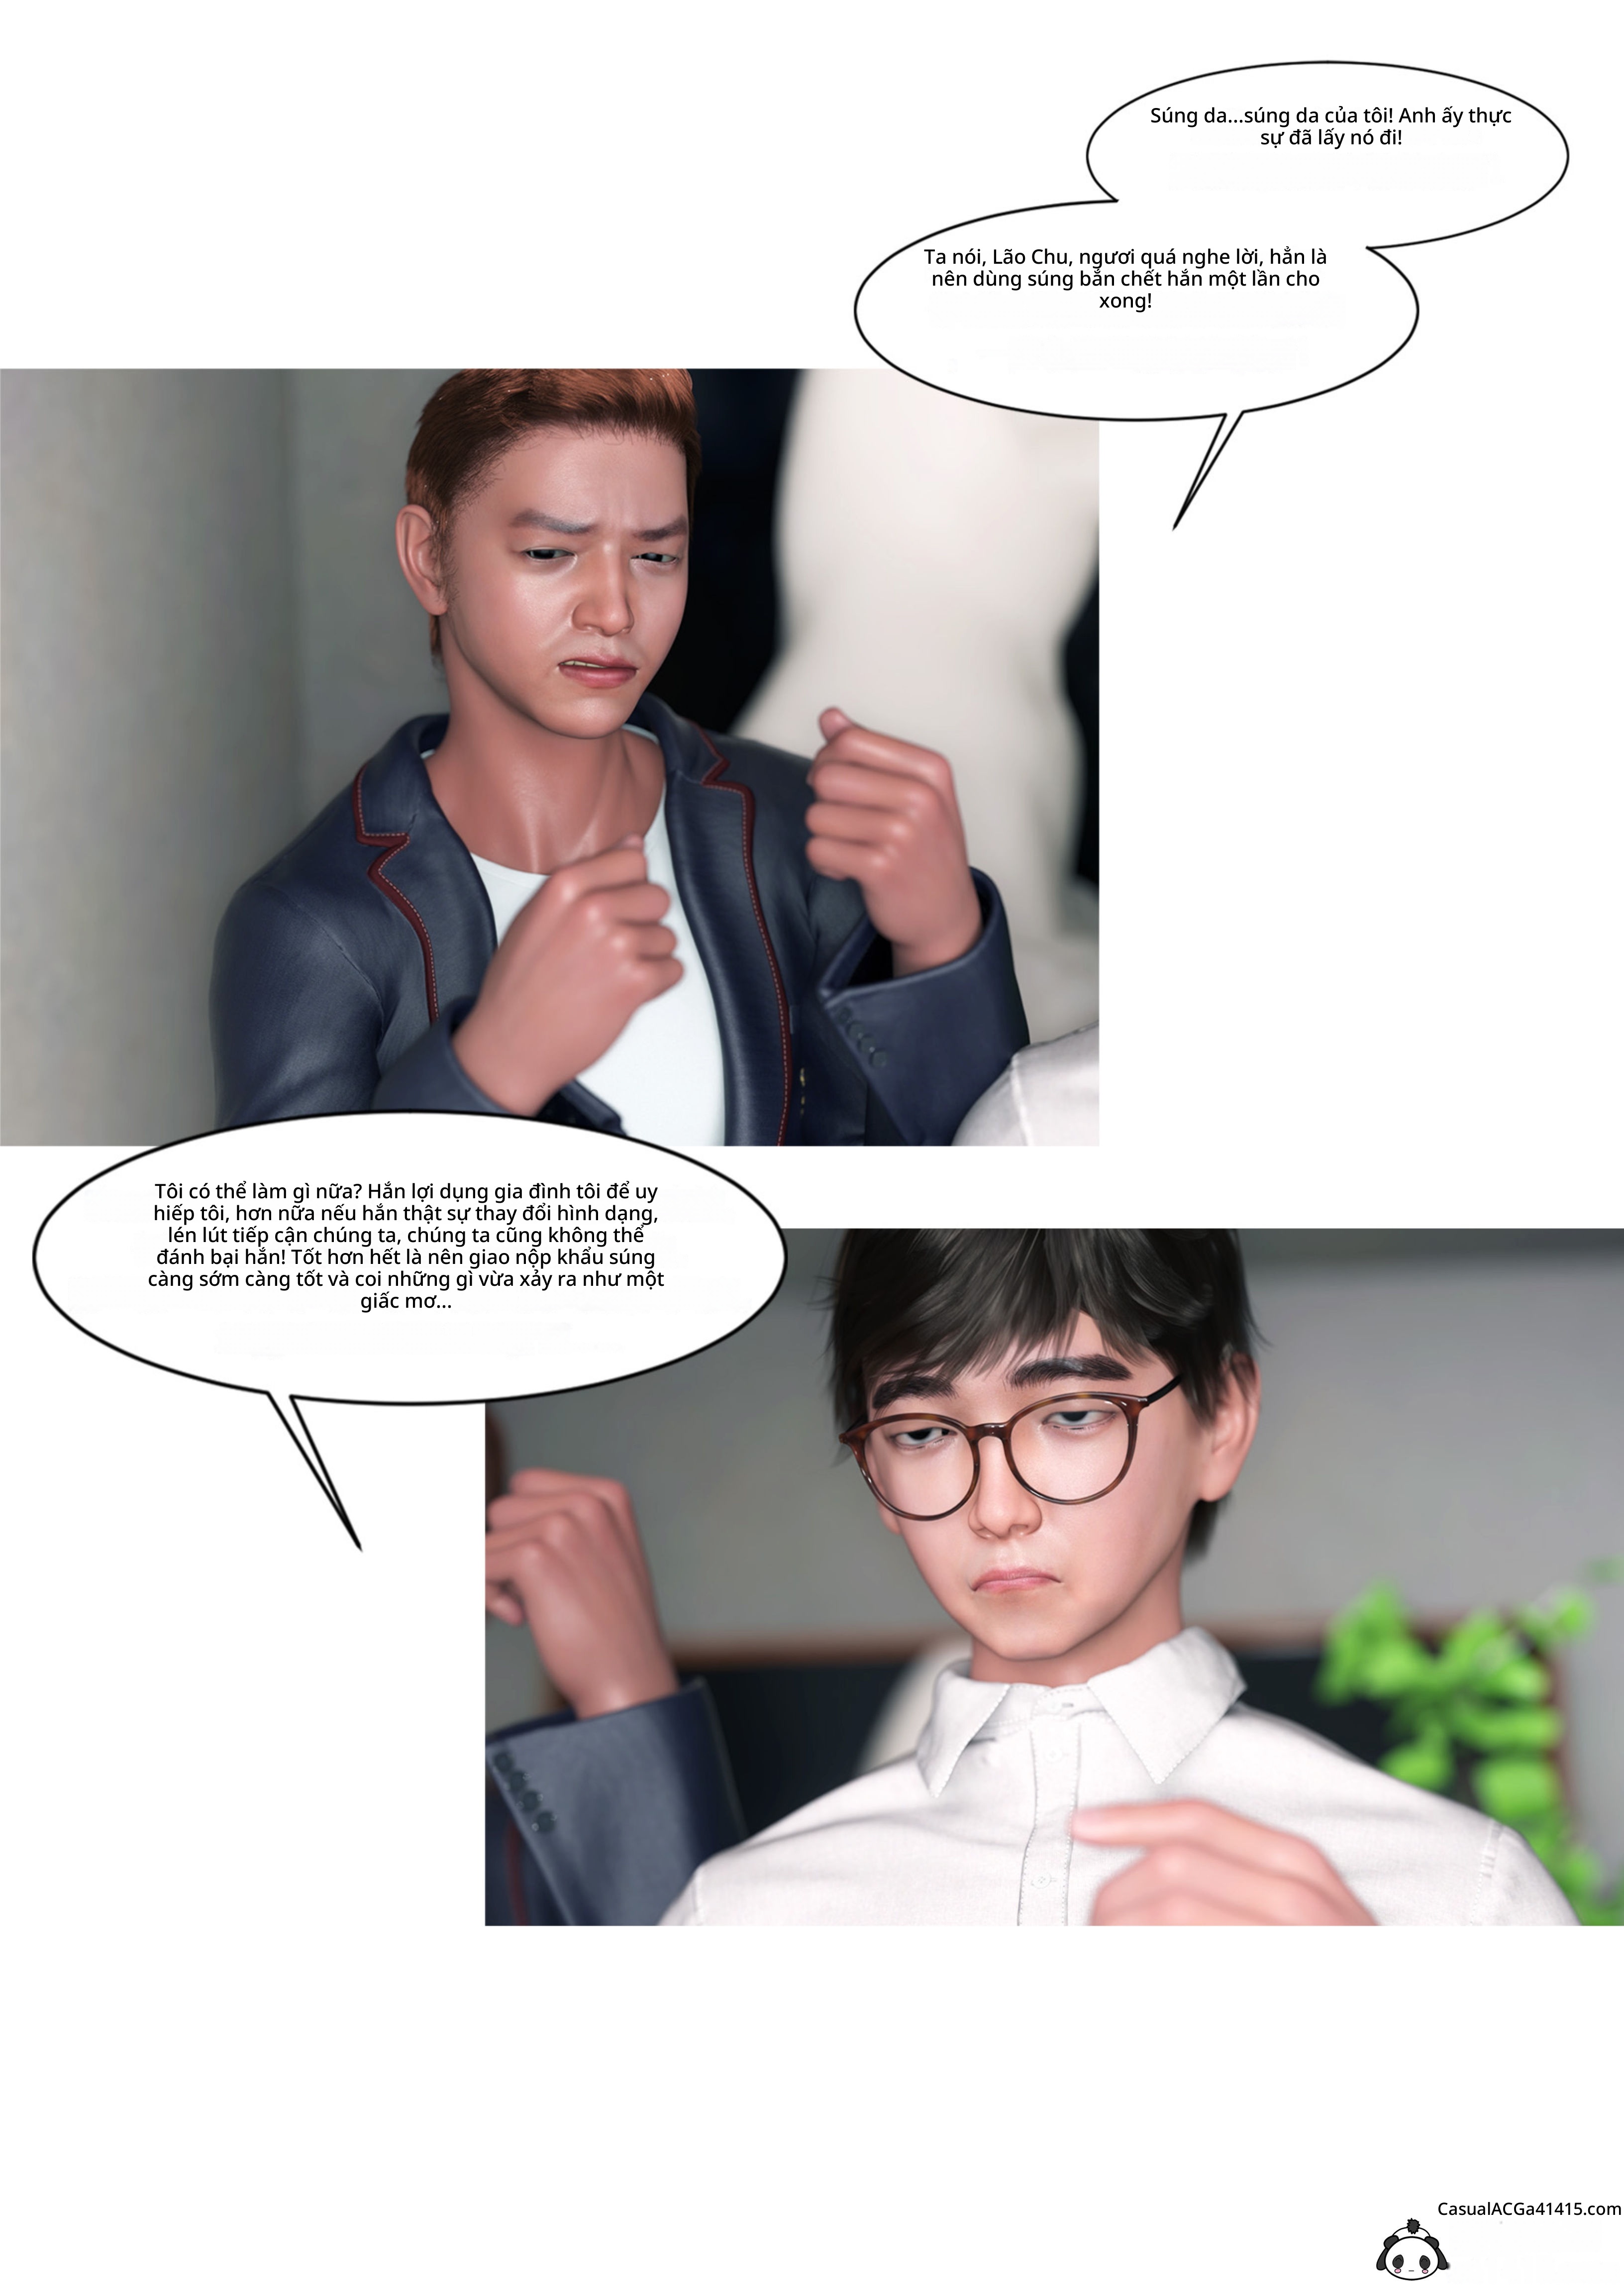 Súng da...súng da của tôi! Anh ấy thực
sự đã lấy nó đi!
Ta nói, Lão Chu, ngươi quá nghe lời, hẳn là
nên dùng súng bắn chết hắn một lần cho
xong!
Tôi có thể làm gì nữa? Hắn lợi dụng gia đình tôi để uy
hiếp tôi, hơn nữa nếu hắn thật sự thay đổi hình dạng,
lén lút tiếp cận chúng ta, chúng ta cũng không thể
đánh bại hắn! Tốt hơn hết là nên giao nộp khẩu súng
càng sớm càng tốt và coi những gì vừa xảy ra như một
giấc mơ...
CasualACGa41415.com